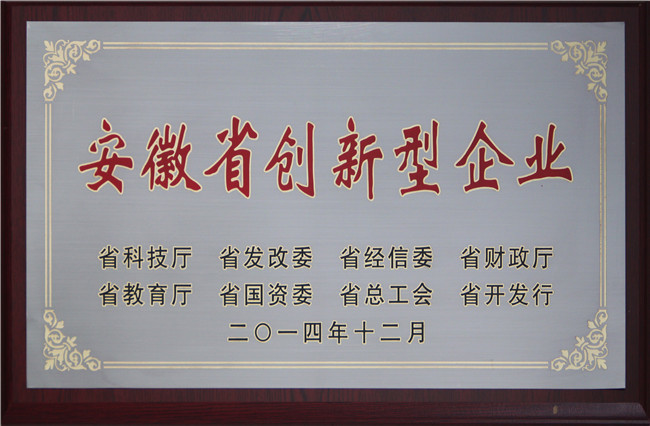 安徽省创新型企业
省科技厅 省发改委 省经信委 省财政厅
省教育厅 省国资委 省总工会 省开发行
二〇一四年十二月